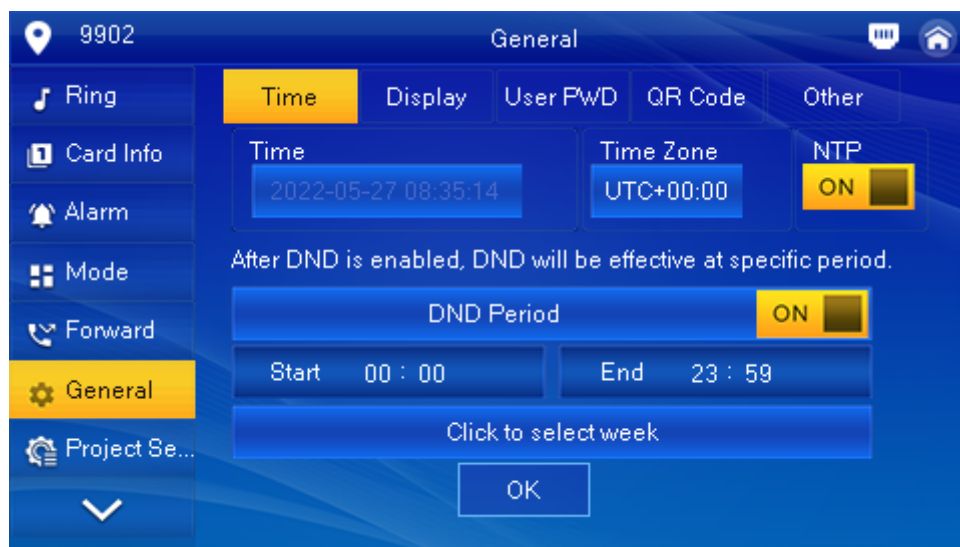 9902
General
Ring
Card Info
Alarm
Mode
Forward
General
Project Se...
Time Display User PWD QR Code Other
Time Time Zone NTP
2022-05-27 08:35:14 UTC+00:00 ON
After DND is enabled, DND will be effective at specific period.
DND Period ON
Start 00 : 00 End 23 : 59
Click to select week
OK